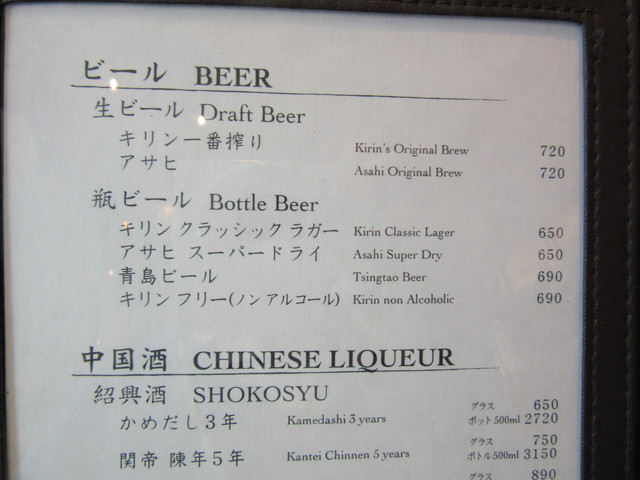 ビール BEER
生ビール Draft Beer
キリン一番搾り Kirin's Original Brew 720
アサヒ Asahi Original Brew 720
瓶ビール Bottle Beer
キリン クラッシック ラガー Kirin Classic Lager 650
アサヒ スーパードライ Asahi Super Dry 650
青島ビール Tsingtao Beer 690
キリン フリー(ノンアルコール) Kirin non Alcoholic 690
中国酒 CHINESE LIQUEUR
紹興酒 SHOKOSYU
グラス 650
かめだし3年 Kamedashi 3 years ポット500ml 2720
グラス 750
関帝 陳年5年 Kantei Chinnen 5 years ボトル500ml 3150
グラス 890